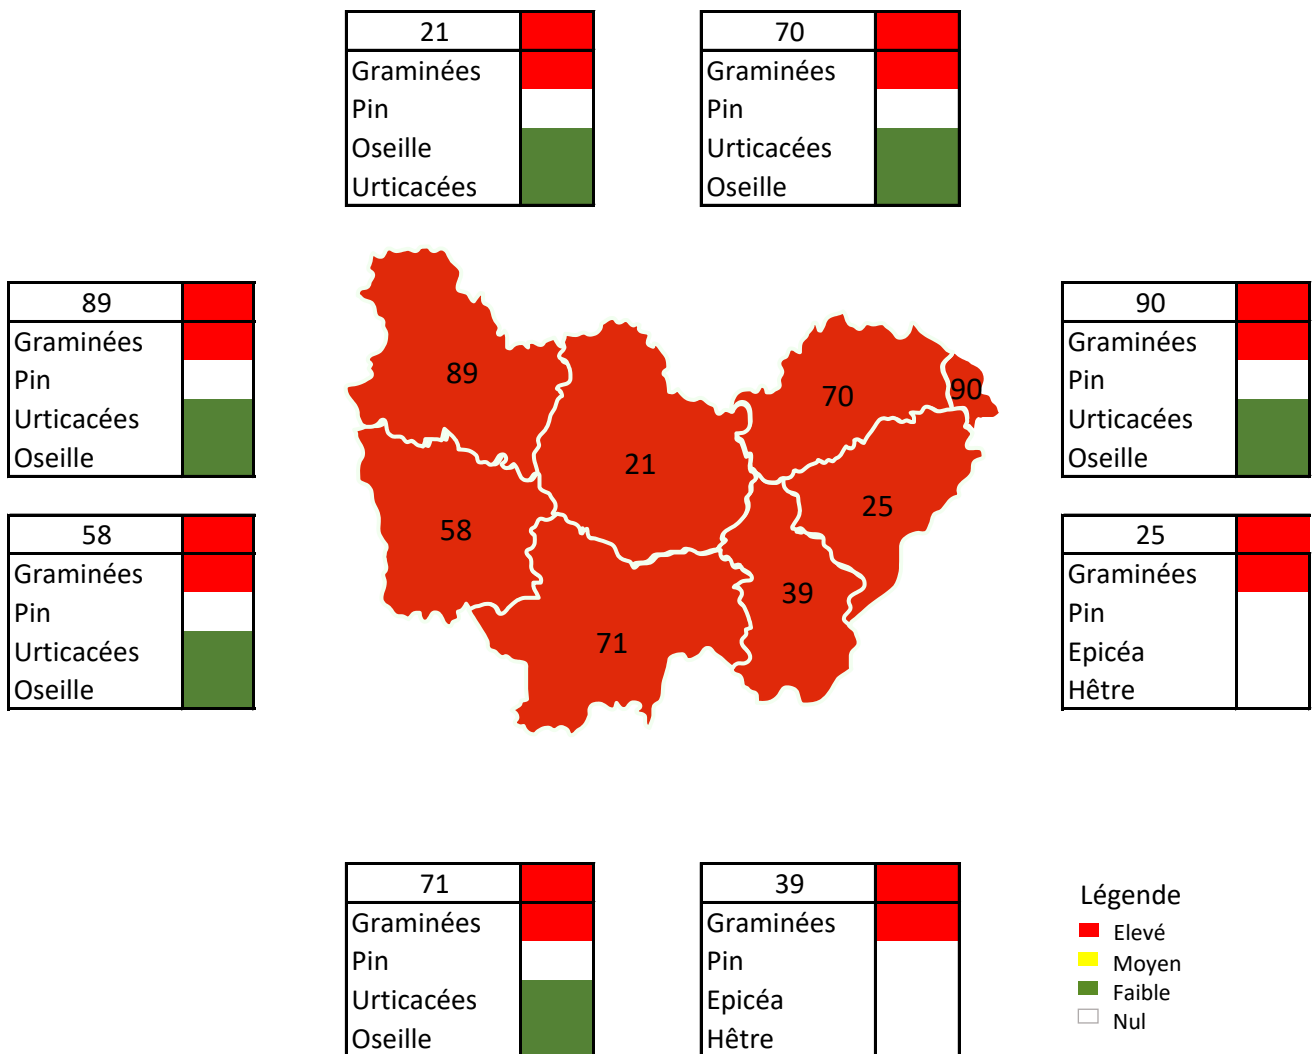 21
Graminées
Pin
Oseille
Urticacées
70
Graminées
Pin
Urticacées
Oseille
89
Graminées
Pin
Urticacées
Oseille
90
Graminées
Pin
Urticacées
Oseille
58
Graminées
Pin
Urticacées
Oseille
25
Graminées
Pin
Epicéa
Hêtre
89
70
90
21
25
58
39
71
71
Graminées
Pin
Urticacées
Oseille
39
Graminées
Pin
Epicéa
Hêtre
Légende
Elevé
Moyen
Faible
Nul